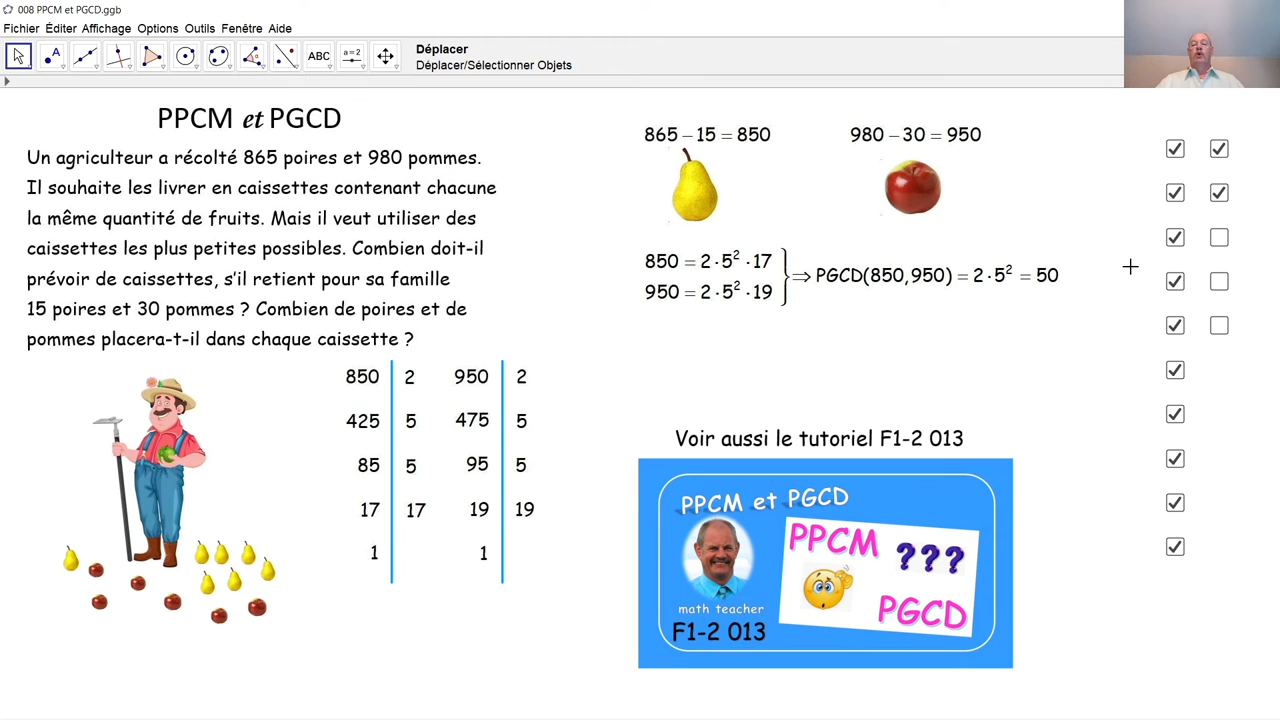 008 PPCM et PGCD.ggb
Fichier Éditer Affichage Options Outils Fenêtre Aide
A
ABC
a=2
Déplacer
Déplacer/Sélectionner Objets
PPCM et PGCD
Un agriculteur a récolté 865 poires et 980 pommes.
Il souhaite les livrer en caissettes contenant chacune
la même quantité de fruits. Mais il veut utiliser des
caissettes les plus petites possibles. Combien doit-il
prévoir de caissettes, s'il retient pour sa famille
15 poires et 30 pommes ? Combien de poires et de
pommes placera-t-il dans chaque caissette ?
850 2 950 2
425 5 475 5
85 5 95 5
17 17 19 19
1 1
865 – 15 = 850 980 – 30 = 950
850 = 2 · 5² · 17
950 = 2 · 5² · 19
⇒ PGCD(850,950) = 2 · 5² = 50
Voir aussi le tutoriel F1-2 013
PPCM et PGCD
PPCM
???
PGCD
math teacher
F1-2 013